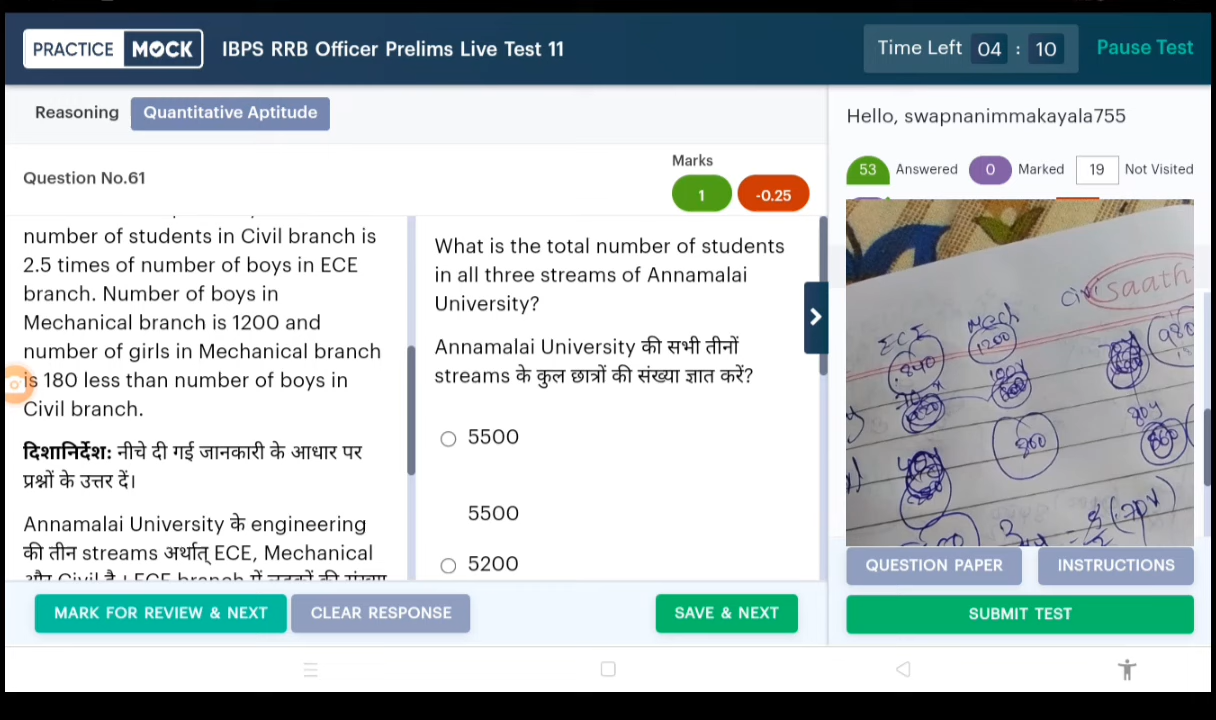 PRACTICE MOCK IBPS RRB Officer Prelims Live Test 11
Time Left 04 : 10 Pause Test
Reasoning Quantitative Aptitude
Hello, swapnanimmakayala755
Question No.61
Marks
1 -0.25
53 Answered 0 Marked 19 Not Visited
number of students in Civil branch is
2.5 times of number of boys in ECE
branch. Number of boys in
Mechanical branch is 1200 and
number of girls in Mechanical branch
is 180 less than number of boys in
Civil branch.
दिशानिर्देश: नीचे दी गई जानकारी के आधार पर
प्रश्नों के उत्तर दें।
Annamalai University के engineering
की तीन streams अर्थात् ECE, Mechanical
What is the total number of students
in all three streams of Annamalai
University?
Annamalai University की सभी तीनों
streams के कुल छात्रों की संख्या ज्ञात करें?
5500
5500
5200
saath
ECE
Mech
840
1200
980
960
QUESTION PAPER INSTRUCTIONS
MARK FOR REVIEW & NEXT CLEAR RESPONSE SAVE & NEXT
SUBMIT TEST